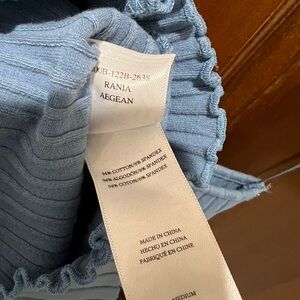 RANIA
AEGEAN
94% COTTON/6% SPANDEX
94% ALGODÓN/6% SPANDEX
94% COTON/6% SPANDEX
MADE IN CHINA
HECHO EN CHINA
FABRIQUÉ EN CHINE
MEDIUM